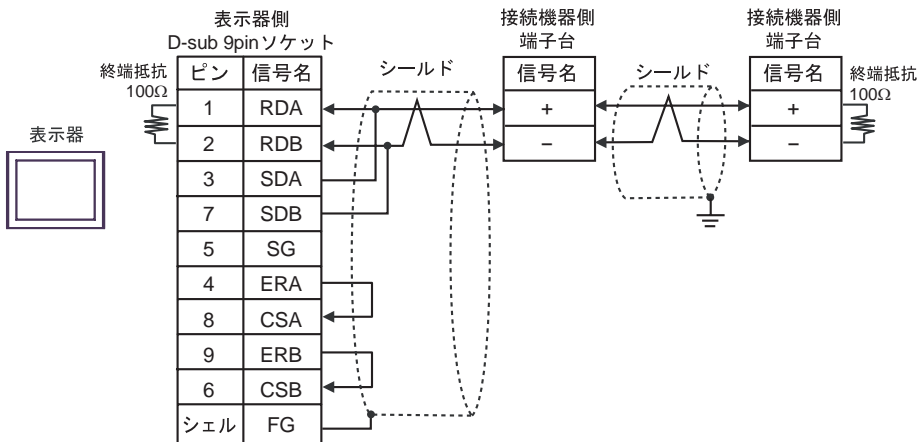 表示器側
D-sub 9pinソケット
接続機器側
端子台
接続機器側
端子台
終端抵抗
100Ω
ピン 信号名
シールド
信号名
シールド
信号名
終端抵抗
100Ω
表示器
1 RDA
+
+
2 RDB
−
−
3 SDA
7 SDB
5 SG
4 ERA
8 CSA
9 ERB
6 CSB
シェル FG